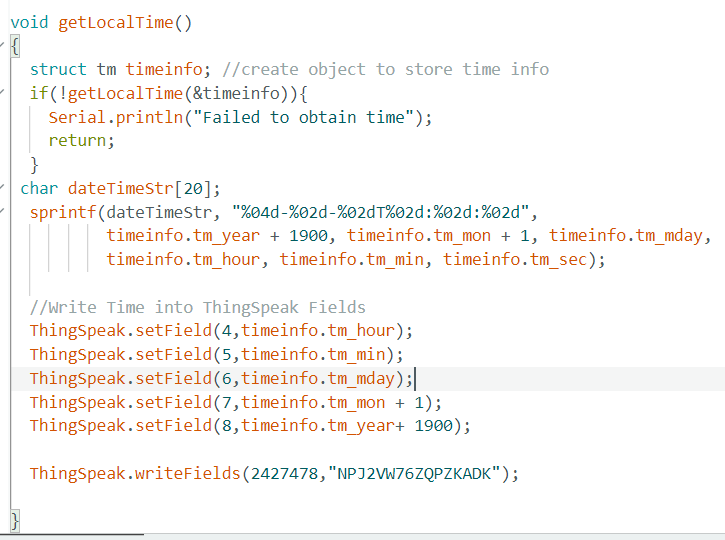 void getLocalTime()
{
struct tm timeinfo; //create object to store time info
if(!getLocalTime(&timeinfo)){
Serial.println("Failed to obtain time");
return;
}
char dateTimeStr[20];
sprintf(dateTimeStr, "%04d-%02d-%02dT%02d:%02d:%02d",
timeinfo.tm_year + 1900, timeinfo.tm_mon + 1, timeinfo.tm_mday,
timeinfo.tm_hour, timeinfo.tm_min, timeinfo.tm_sec);
//Write Time into ThingSpeak Fields
ThingSpeak.setField(4,timeinfo.tm_hour);
ThingSpeak.setField(5,timeinfo.tm_min);
ThingSpeak.setField(6,timeinfo.tm_mday);
ThingSpeak.setField(7,timeinfo.tm_mon + 1);
ThingSpeak.setField(8,timeinfo.tm_year+ 1900);
ThingSpeak.writeFields(2427478,"NPJ2VW76ZQPZKADK");
}